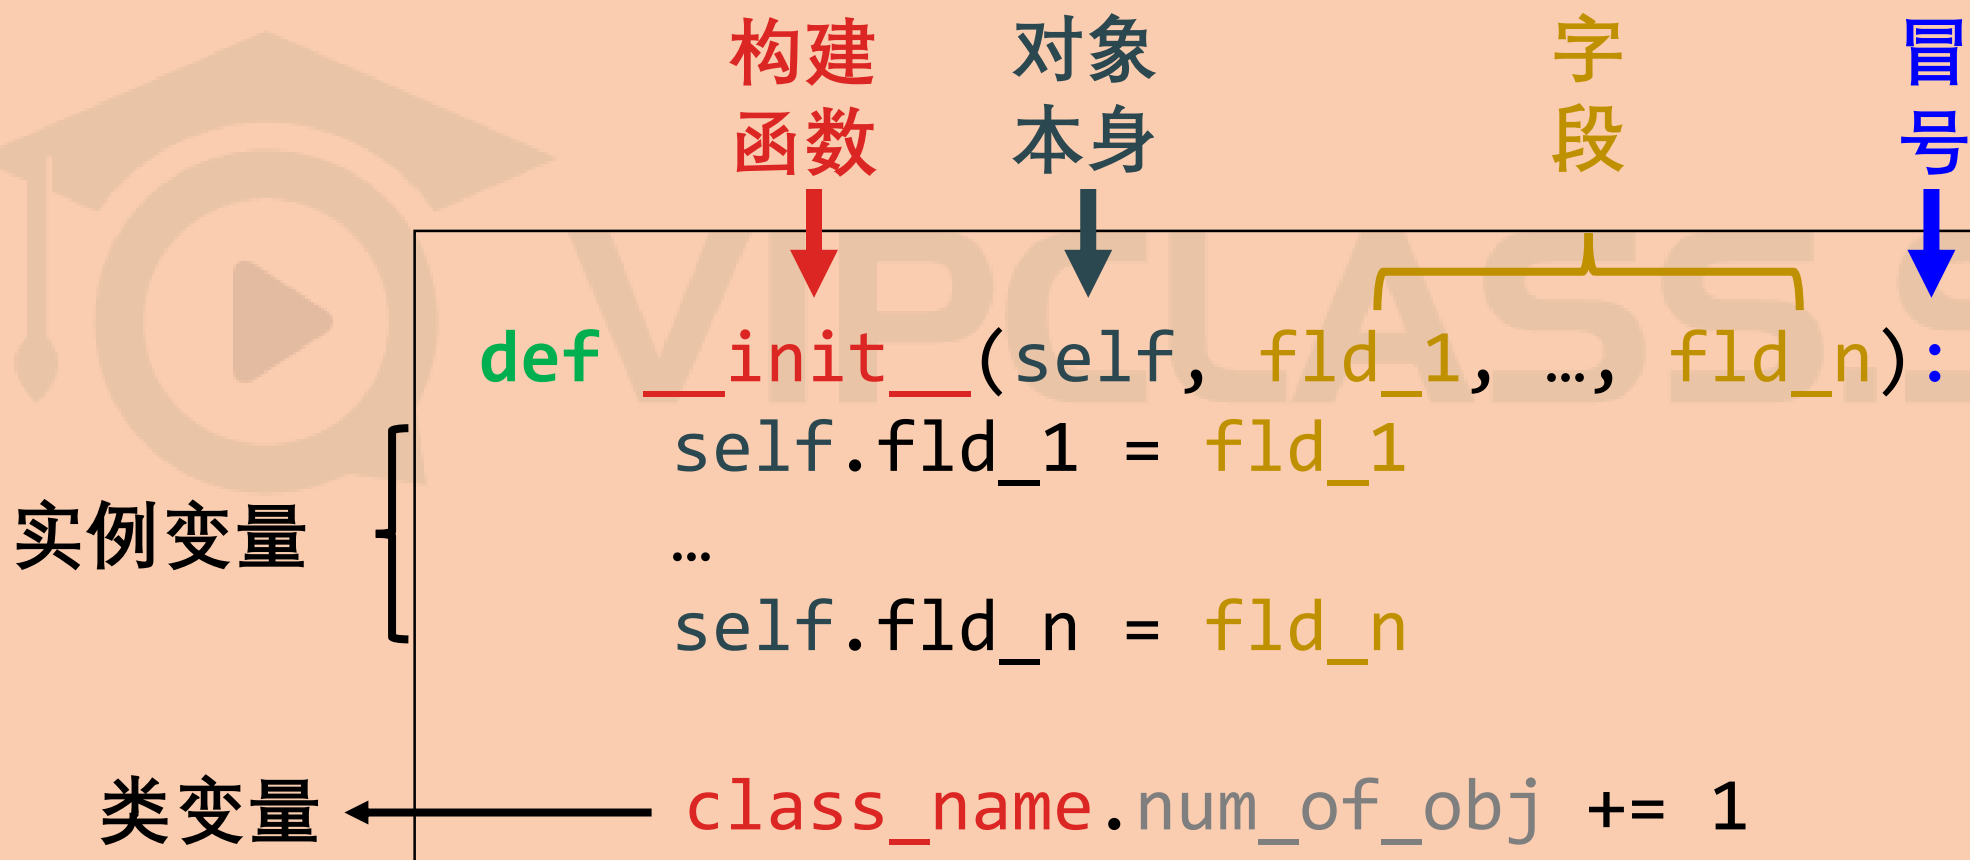 构建 对象 字 冒
函数 本身 段 号
VIPCLASS.S
def __init__(self, fld_1, …, fld_n):
self.fld_1 = fld_1
…
实例变量
self.fld_n = fld_n
类变量 class_name.num_of_obj += 1